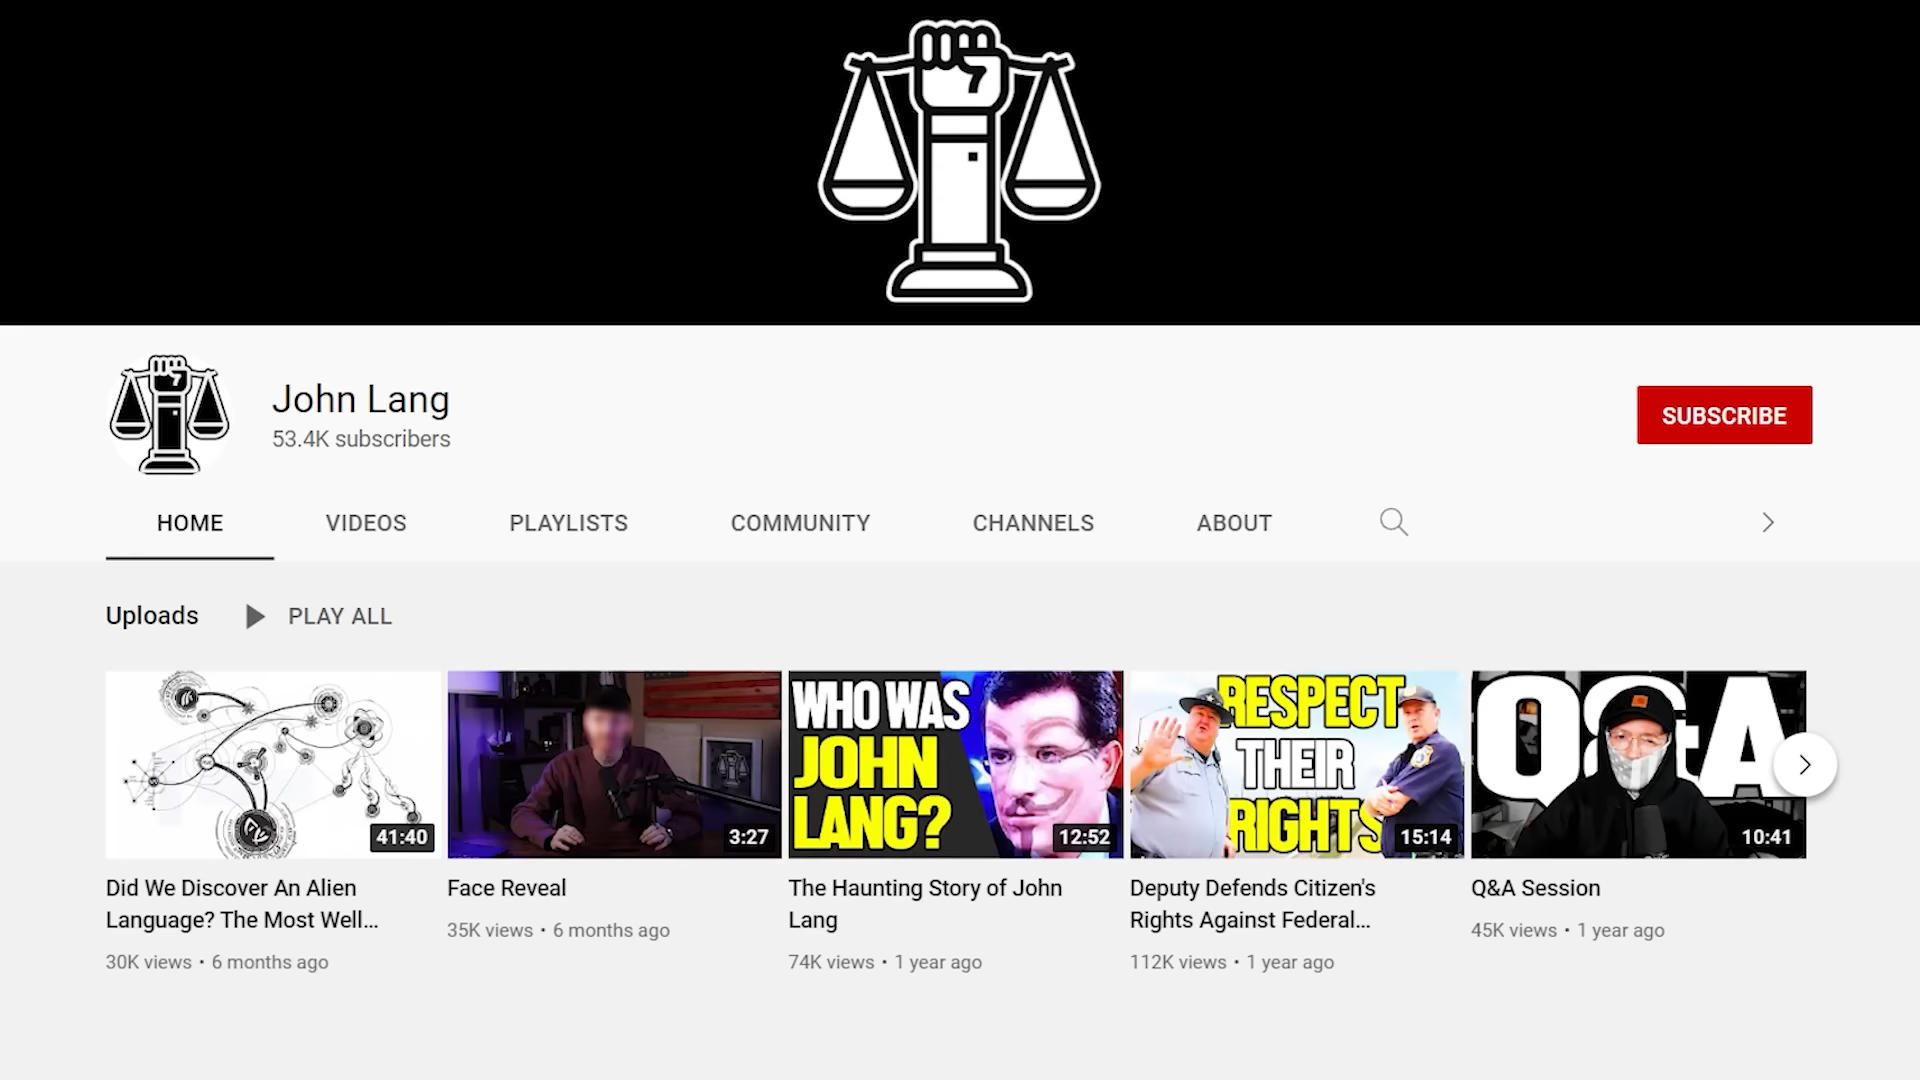 John Lang
53.4K subscribers
SUBSCRIBE
HOME
VIDEOS
PLAYLISTS
COMMUNITY
CHANNELS
ABOUT
Uploads
PLAY ALL
41:40
3:27
WHO WAS
JOHN
LANG?
12:52
RESPECT
THEIR
RIGHTS
15:14
Q&A
10:41
Did We Discover An Alien
Language? The Most Well...
30K views • 6 months ago
Face Reveal
35K views • 6 months ago
The Haunting Story of John
Lang
74K views • 1 year ago
Deputy Defends Citizen's
Rights Against Federal...
112K views • 1 year ago
Q&A Session
45K views • 1 year ago